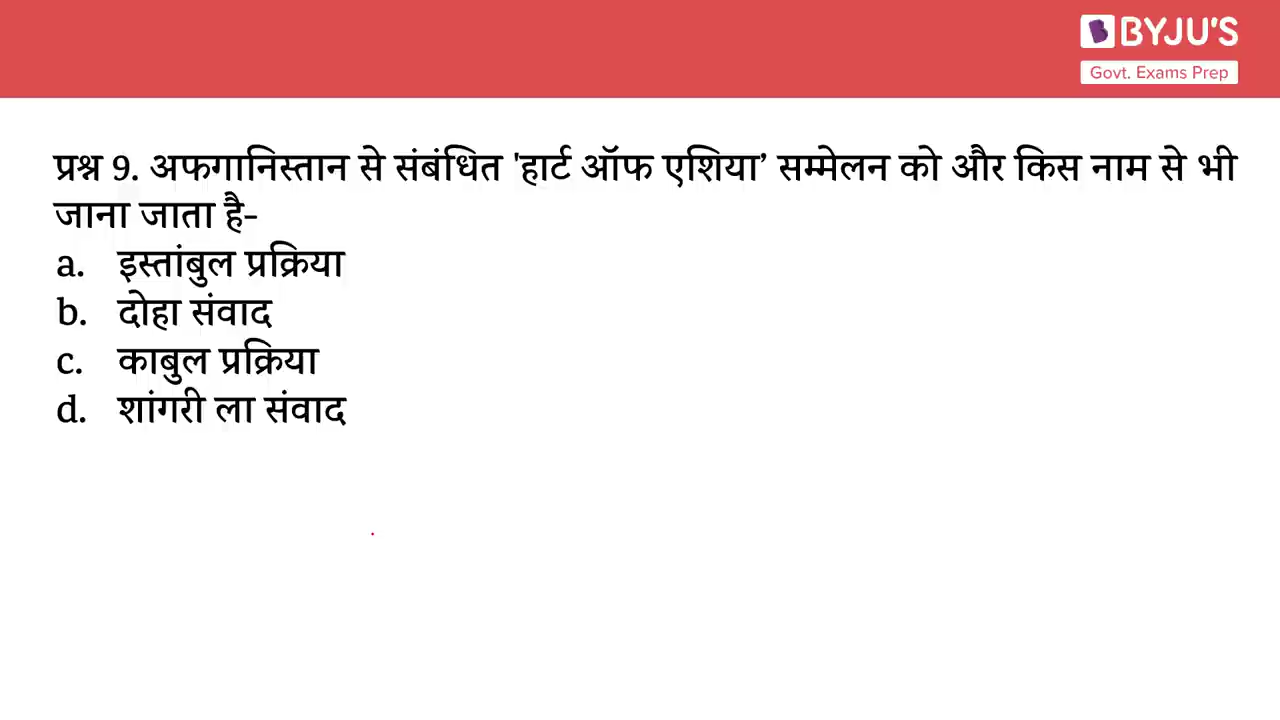 BYJU'S
Govt. Exams Prep
प्रश्न 9. अफगानिस्तान से संबंधित 'हार्ट ऑफ एशिया’ सम्मेलन को और किस नाम से भी
जाना जाता है-
a. इस्तांबुल प्रक्रिया
b. दोहा संवाद
c. काबुल प्रक्रिया
d. शांगरी ला संवाद